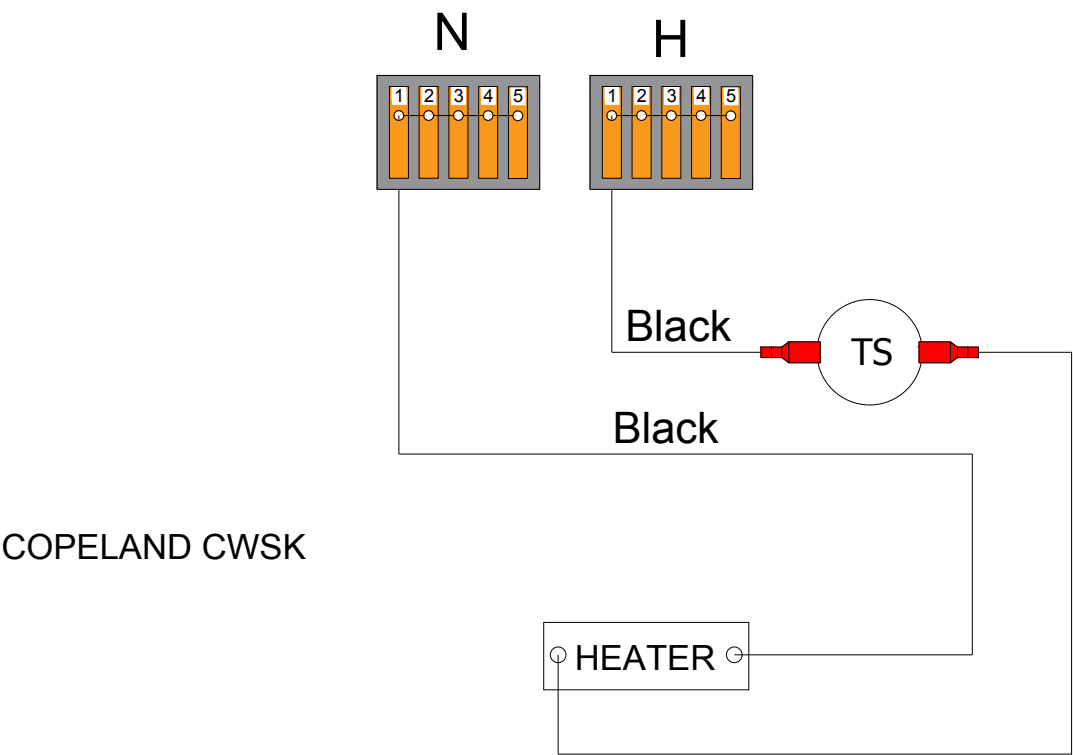 N H
1 2 3 4 5 1 2 3 4 5
Black
TS
Black
COPELAND CWSK
HEATER